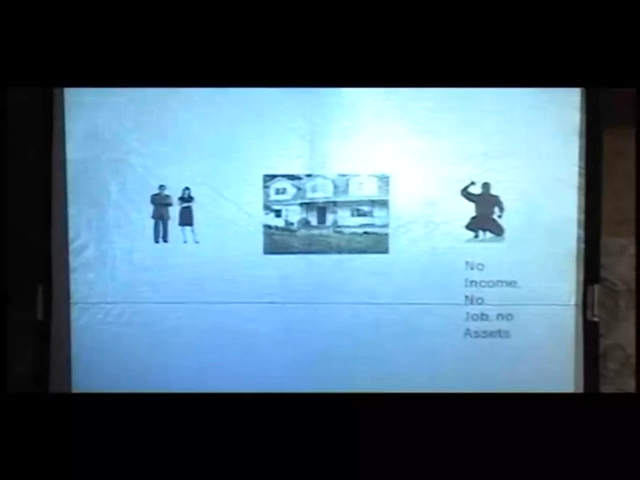 No
Income,
No
Job, no
Assets